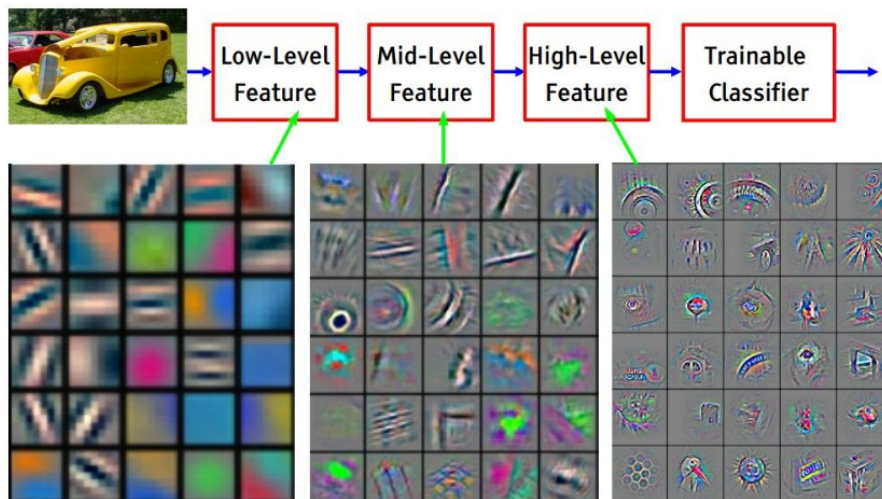 Low-Level
Feature
Mid-Level
Feature
High-Level
Feature
Trainable
Classifier